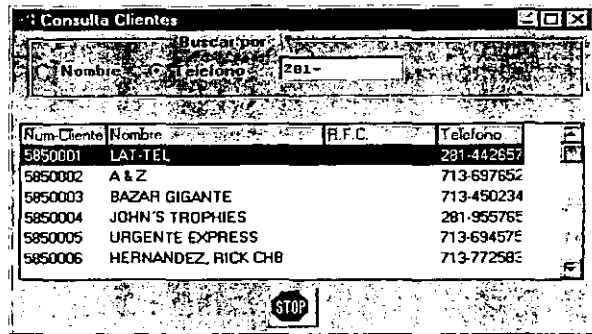 Consulta Clientes
Buscar por
Nombre Telefono 281-
Num-Cliente Nombre R.F.C. Telefono
5850001 LAT-TEL 281-442657
5850002 A & Z 713-697652
5850003 BAZAR GIGANTE 713-450234
5850004 JOHN'S TROPHIES 281-955765
5850005 URGENTE EXPRESS 713-694575
5850006 HERNANDEZ, RICK CHB 713-772583
STOP